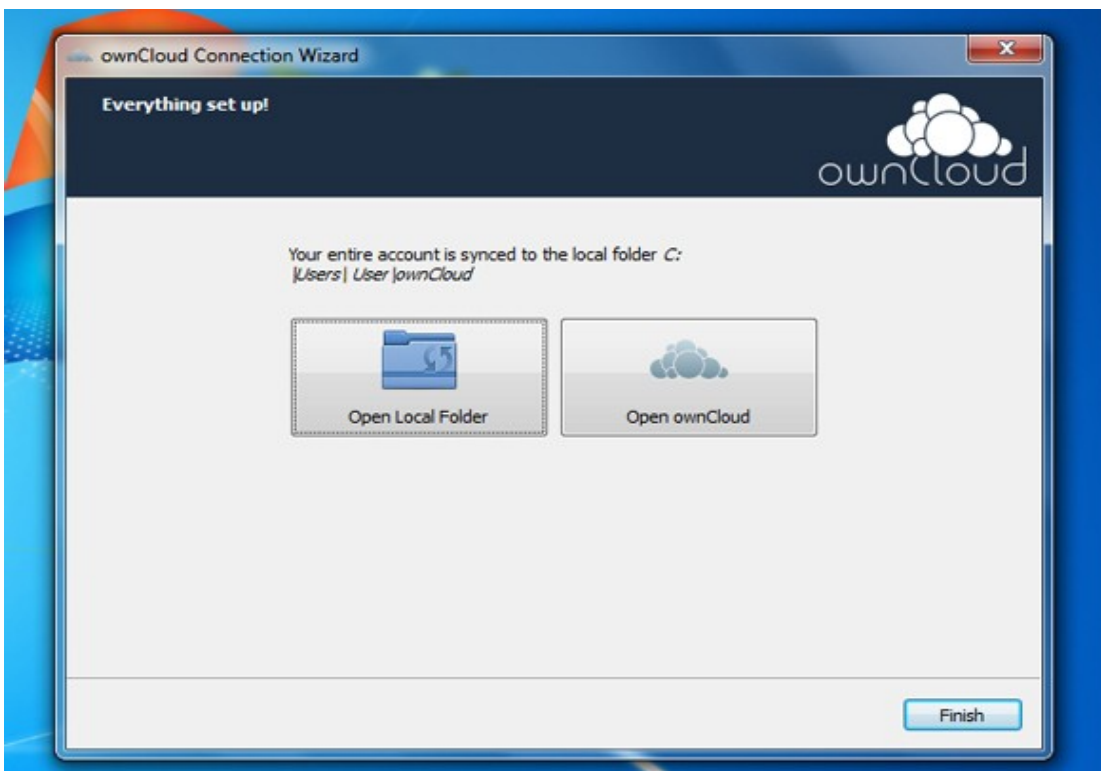 ownCloud Connection Wizard
Everything set up!
ownCloud
Your entire account is synced to the local folder C:
\Users\ User \ownCloud
Open Local Folder
Open ownCloud
Finish